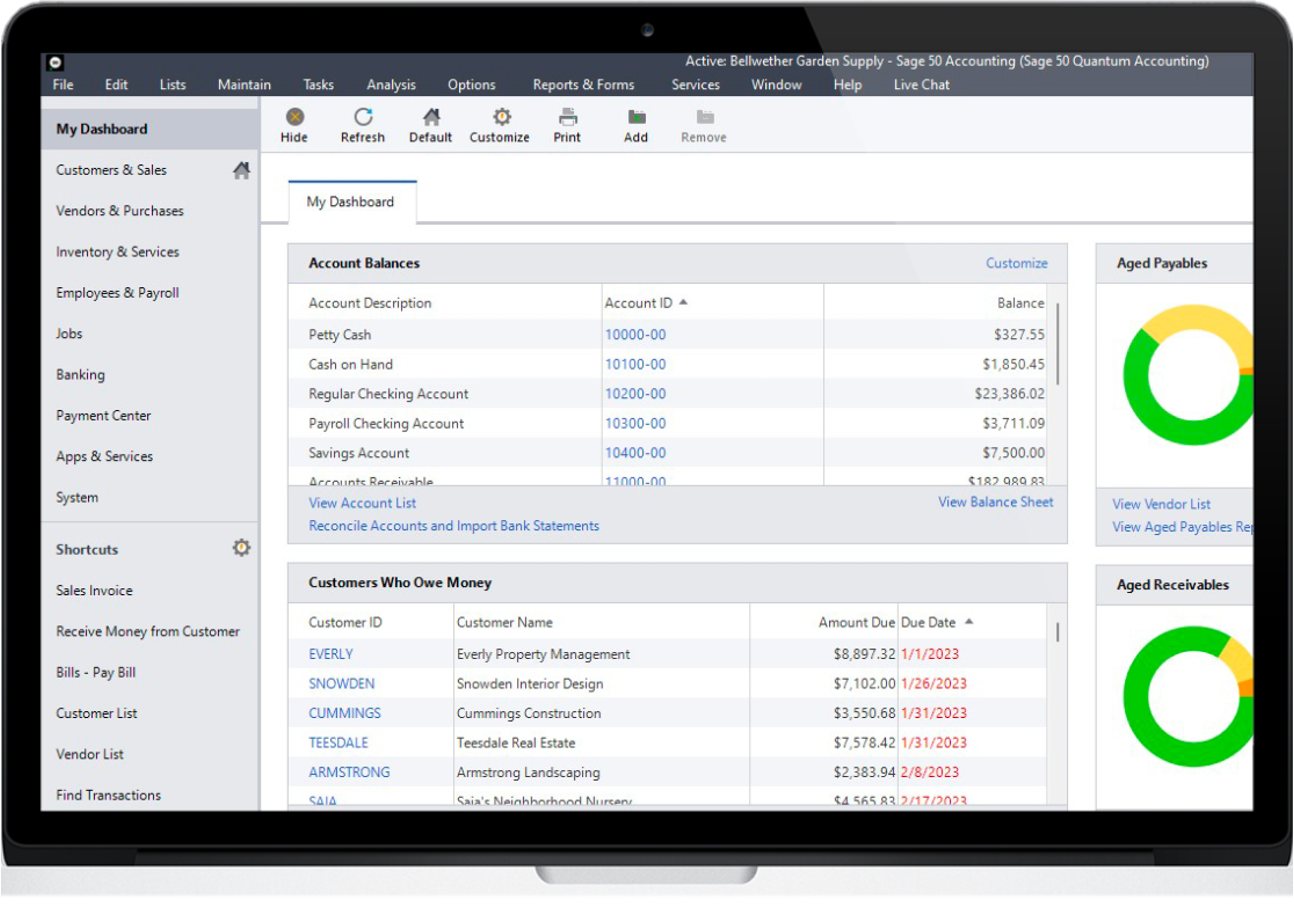 Active: Bellwether Garden Supply - Sage 50 Accounting (Sage 50 Quantum Accounting)
File Edit Lists Maintain Tasks Analysis Options Reports & Forms Services Window Help Live Chat
Hide Refresh Default Customize Print Add Remove
My Dashboard
Customers & Sales
Vendors & Purchases
Inventory & Services
Employees & Payroll
Jobs
Banking
Payment Center
Apps & Services
System
Shortcuts
Sales Invoice
Receive Money from Customer
Bills - Pay Bill
Customer List
Vendor List
Find Transactions
My Dashboard
Account Balances Customize
Account Description Account ID Balance
Petty Cash 10000-00 $327.55
Cash on Hand 10100-00 $1,850.45
Regular Checking Account 10200-00 $23,386.02
Payroll Checking Account 10300-00 $3,711.09
Savings Account 10400-00 $7,500.00
Accounts Receivable 11000-00 $182,989.83
View Account List View Balance Sheet
Reconcile Accounts and Import Bank Statements
Customers Who Owe Money
Customer ID Customer Name Amount Due Due Date
EVERLY Everly Property Management $8,897.32 1/1/2023
SNOWDEN Snowden Interior Design $7,102.00 1/26/2023
CUMMINGS Cummings Construction $3,550.68 1/31/2023
TEESDALE Teesdale Real Estate $7,578.42 1/31/2023
ARMSTRONG Armstrong Landscaping $2,383.94 2/8/2023
SAIA Saia's Neighborhood Nursery $4,565.83 2/17/2023
Aged Payables
View Vendor List
View Aged Payables Rep
Aged Receivables